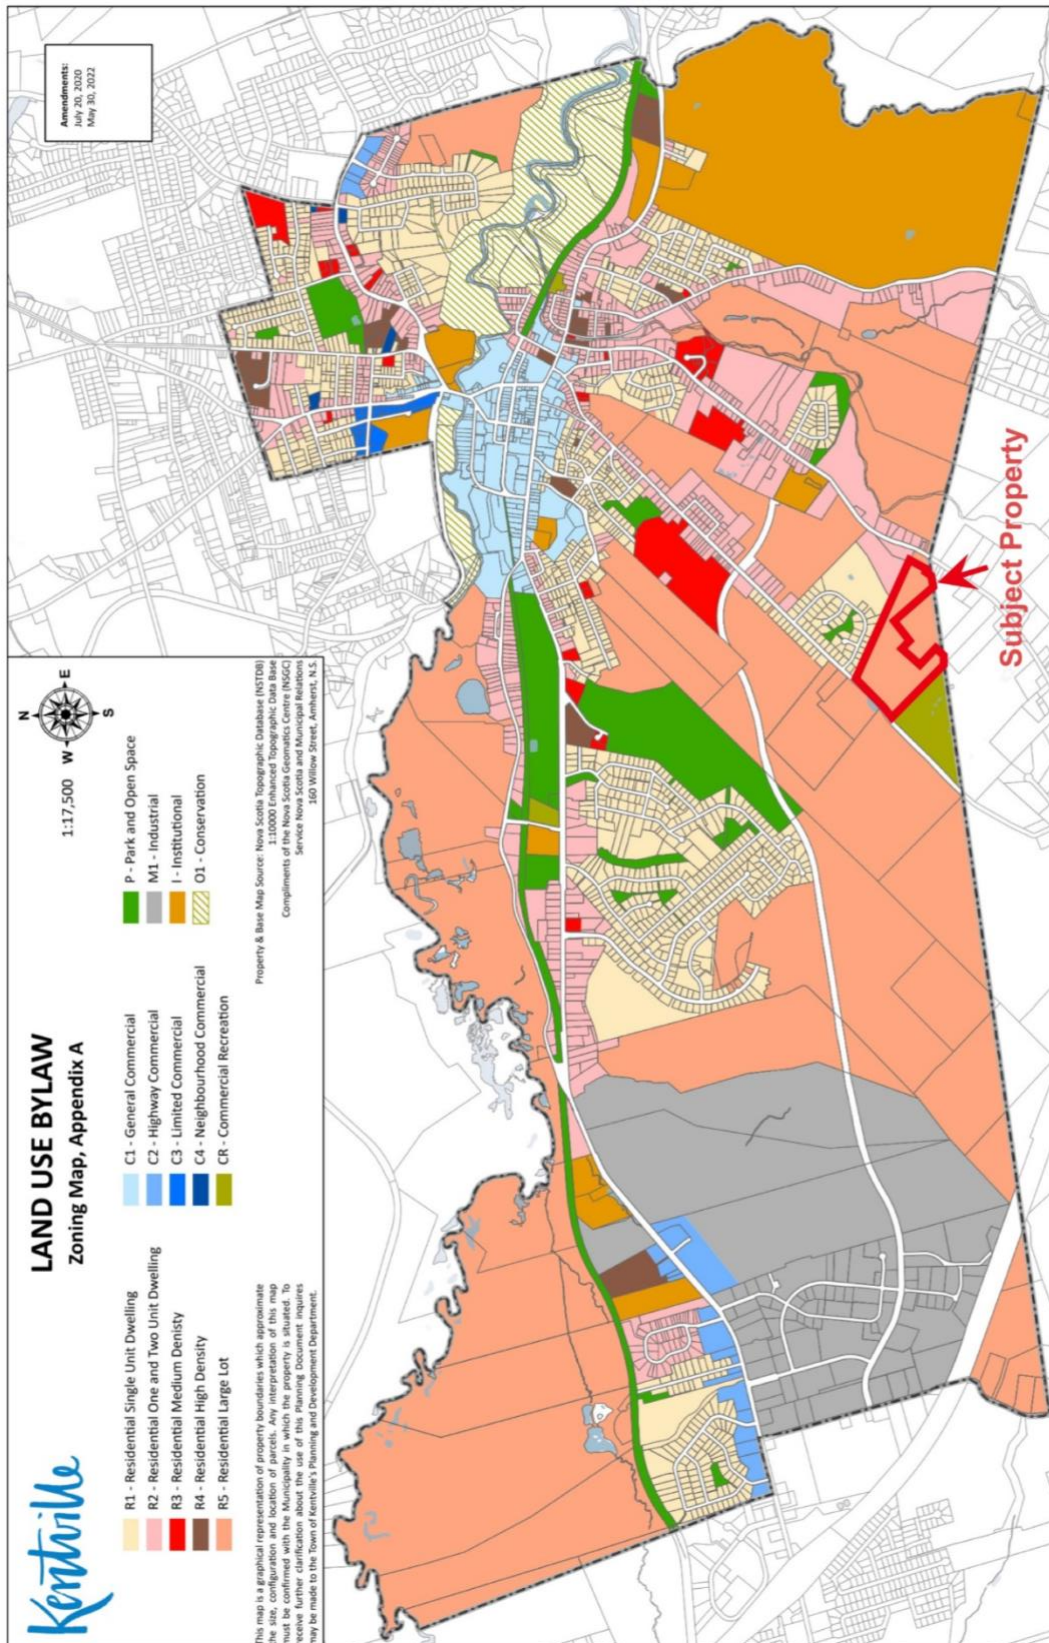 Kentville
LAND USE BYLAW
Zoning Map, Appendix A
R1 - Residential Single Unit Dwelling
R2 - Residential One and Two Unit Dwelling
R3 - Residential Medium Denisty
R4 - Residential High Density
R5 - Residential Large Lot
C1 - General Commercial
C2 - Highway Commercial
C3 - Limited Commercial
C4 - Neighbourhood Commercial
CR - Commercial Recreation
P - Park and Open Space
M1 - Industrial
I - Institutional
O1 - Conservation
1:17,500
N
W
E
S
This map is a graphical representation of property boundaries which approximate
the size, configuration and location of parcels. Any interpretation of this map
must be confirmed with the Municipality in which the property is situated. To
receive further clarification about the use of this Planning Document inquires
may be made to the Town of Kentville's Planning and Development Department.
Property & Base Map Source: Nova Scotia Topographic Database (NSTDB)
1:10000 Enhanced Topographic Data Base
Compliments of the Nova Scotia Geomatics Centre (NSGC)
Service Nova Scotia and Municipal Relations
160 Willow Street, Amherst, N.S.
Amendments:
July 20, 2020
May 30, 2022
Subject Property